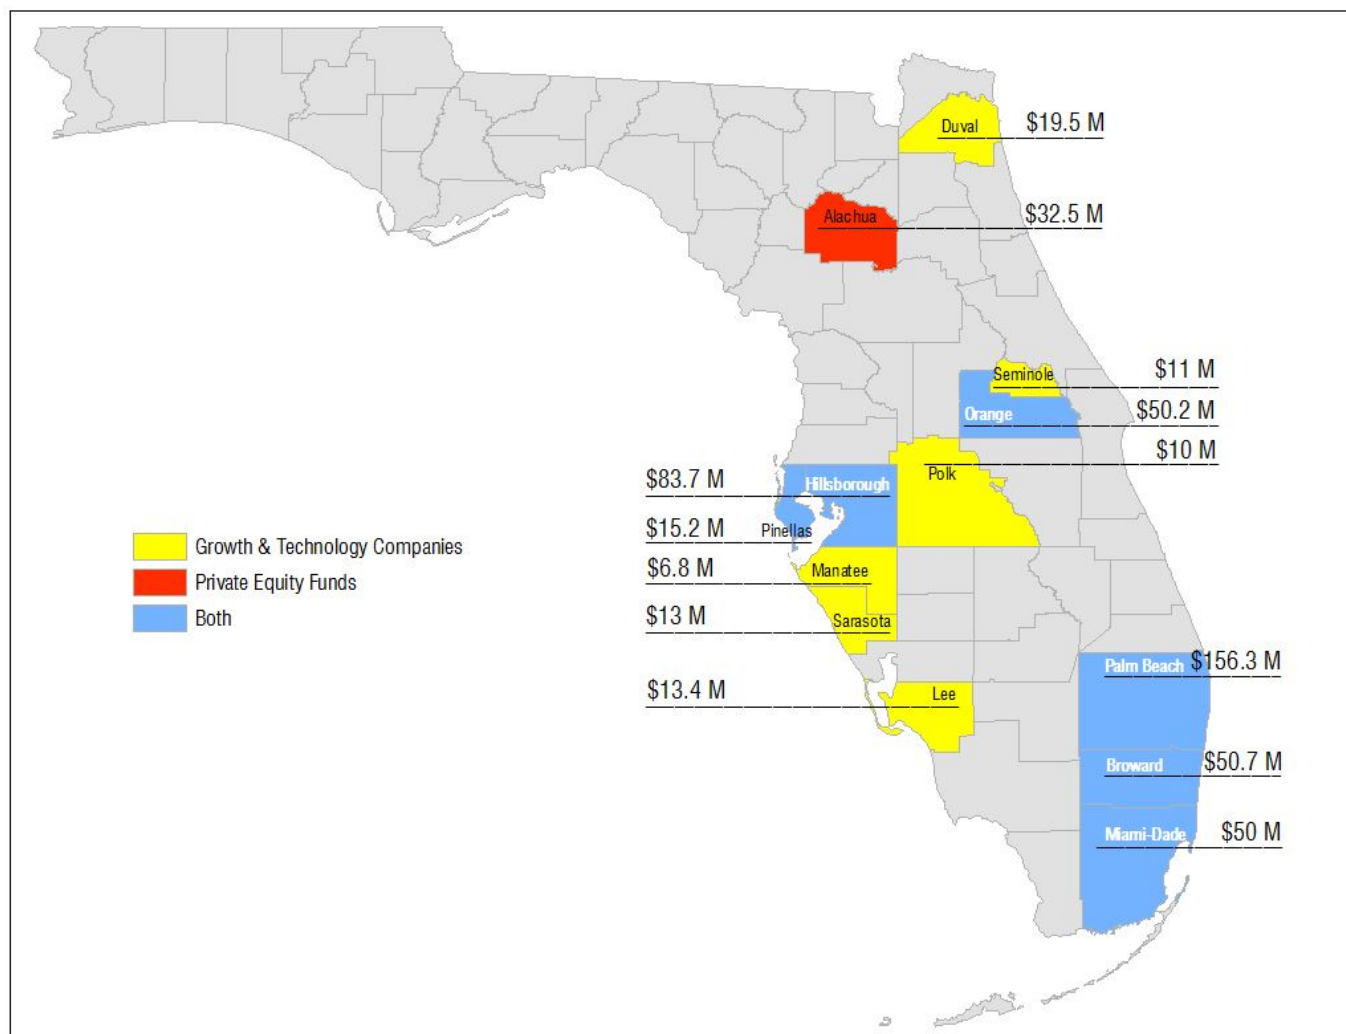 Duval $19.5 M
Alachua $32.5 M
Seminole $11 M
Orange $50.2 M
Polk $10 M
$83.7 M Hillsborough
$15.2 M Pinellas
$6.8 M Manatee
$13 M Sarasota
$13.4 M Lee
Palm Beach $156.3 M
Broward $50.7 M
Miami-Dade $50 M
Growth & Technology Companies
Private Equity Funds
Both